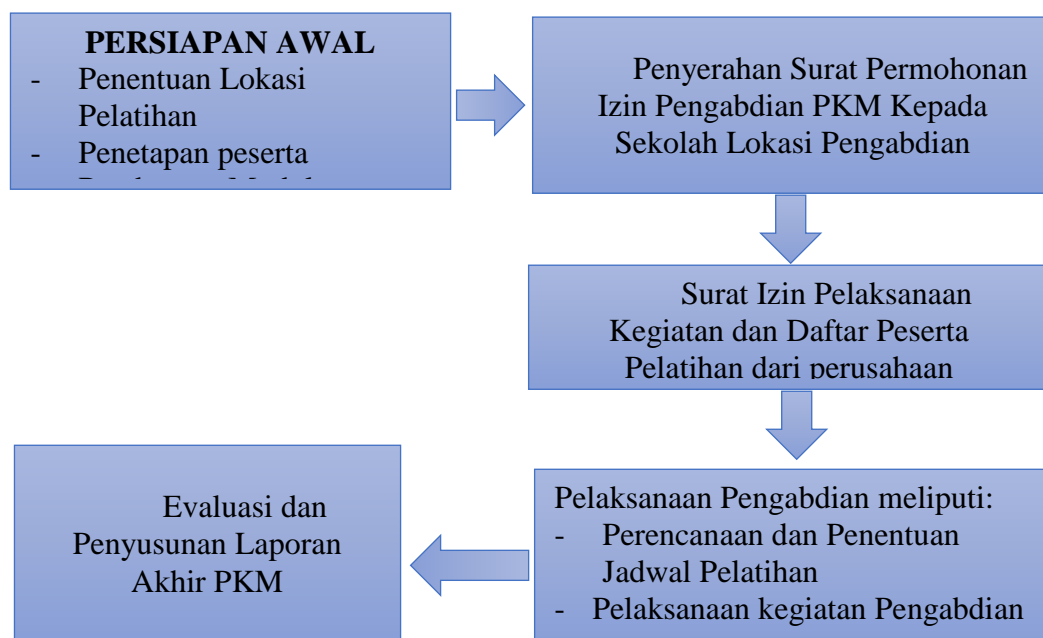 PERSIAPAN AWAL
- Penentuan Lokasi
Pelatihan
- Penetapan peserta
Penyerahan Surat Permohonan
Izin Pengabdian PKM Kepada
Sekolah Lokasi Pengabdian
Surat Izin Pelaksanaan
Kegiatan dan Daftar Peserta
Pelatihan dari perusahaan
Pelaksanaan Pengabdian meliputi:
- Perencanaan dan Penentuan
Jadwal Pelatihan
- Pelaksanaan kegiatan Pengabdian
Evaluasi dan
Penyusunan Laporan
Akhir PKM